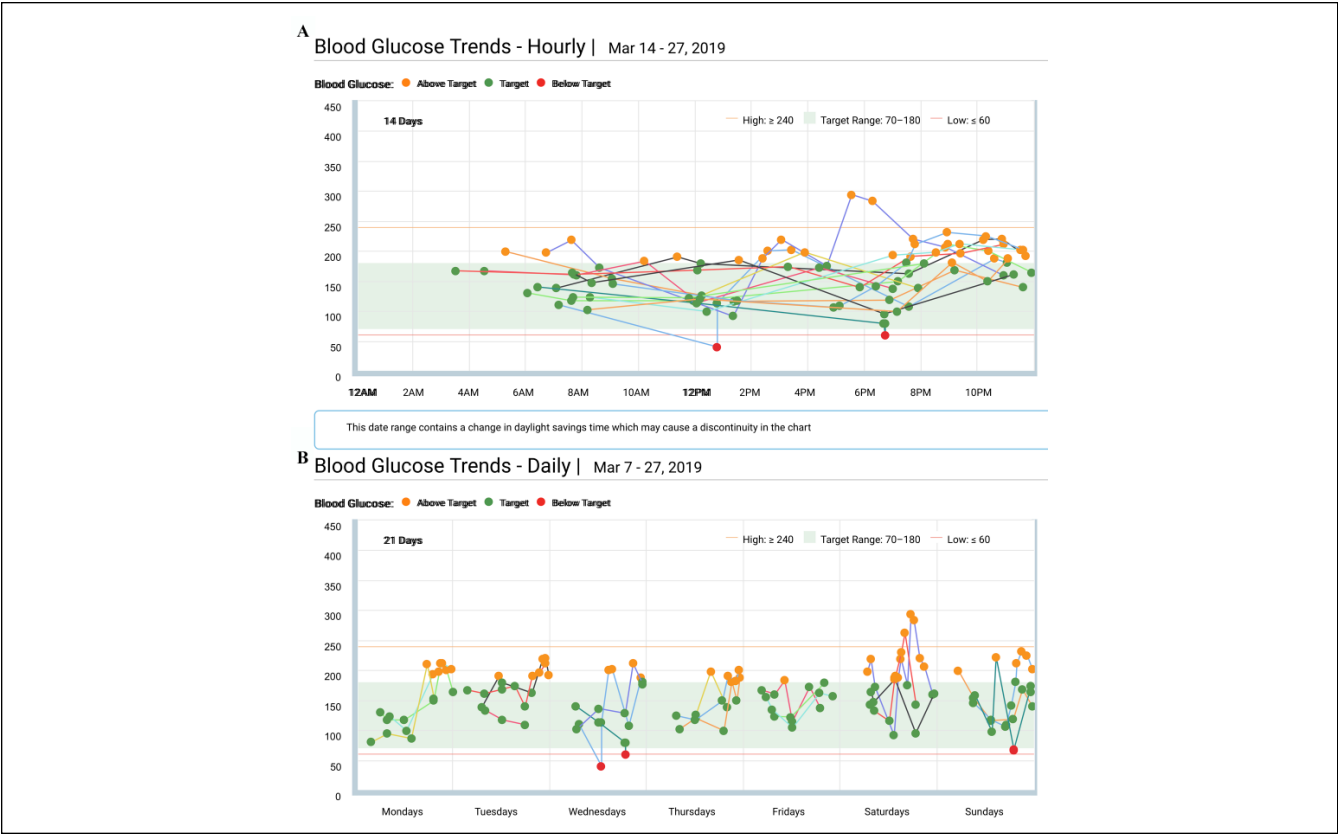 A
Blood Glucose Trends - Hourly | Mar 14 - 27, 2019
Blood Glucose: Above Target Target Below Target
450
14 Days High: ≥ 240 Target Range: 70–180 Low: ≤ 60
400
350
300
250
200
150
100
50
0
12AM 2AM 4AM 6AM 8AM 10AM 12PM 2PM 4PM 6PM 8PM 10PM
This date range contains a change in daylight savings time which may cause a discontinuity in the chart
B
Blood Glucose Trends - Daily | Mar 7 - 27, 2019
Blood Glucose: Above Target Target Below Target
450
21 Days High: ≥ 240 Target Range: 70–180 Low: ≤ 60
400
350
300
250
200
150
100
50
0
Mondays Tuesdays Wednesdays Thursdays Fridays Saturdays Sundays